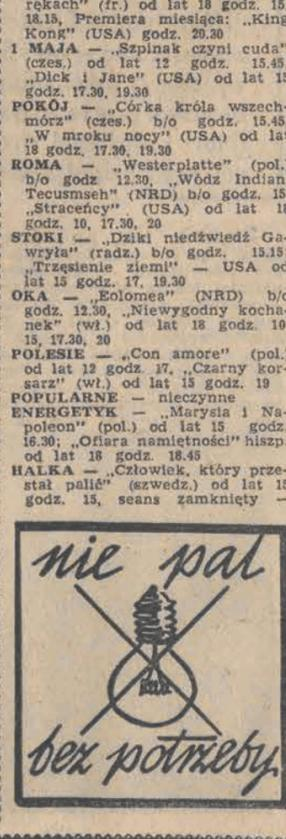 rękach" (fr.) od lat 18 godz. 15,
18.15, Premiera miesiąca: „King
Kong" (USA) godz. 20.30
1 MAJA — „Szpinak czyni cuda"
(czes.) od lat 12 godz. 15.45
„Dick i Jane" (USA) od lat 15
godz. 17.30, 19.30
POKÓJ — „Córka króla wszech-
mórz" (czes.) b/o godz. 15.45,
„W mroku nocy" (USA) od lat
18 godz. 17.30, 19.30
ROMA — „Westerplatte" (pol.)
b/o godz 12.30, „Wódz Indian
Tecumseh" (NRD) b/o godz. 15
„Straceńcy" (USA) od lat 18
godz. 10, 17.30, 20
STOKI — „Dziki niedźwiedź Ga-
wryła" (radz.) b/o godz. 15.15
„Trzęsienie ziemi" — USA od
lat 15 godz. 17, 19.30
OKA — „Eolomea" (NRD) b/o
godz. 12.30, „Niewygodny kocha-
nek" (wł.) od lat 18 godz. 10
15, 17.30, 20
POLESIE — „Con amore" (pol.)
od lat 12 godz. 17, „Czarny kor-
sarz" (wł.) od lat 15 godz. 19
POPULARNE — nieczynne
ENERGETYK — „Marysia i Na-
poleon" (pol.) od lat 15 godz.
16.30; „Ofiara namiętności" hiszp.
od lat 18 godz. 18.45
HALKA — „Człowiek, który prze-
stał palić" (szwedz.) od lat 15
godz. 15, seans zamknięty —
nie pal
bez potrzeby